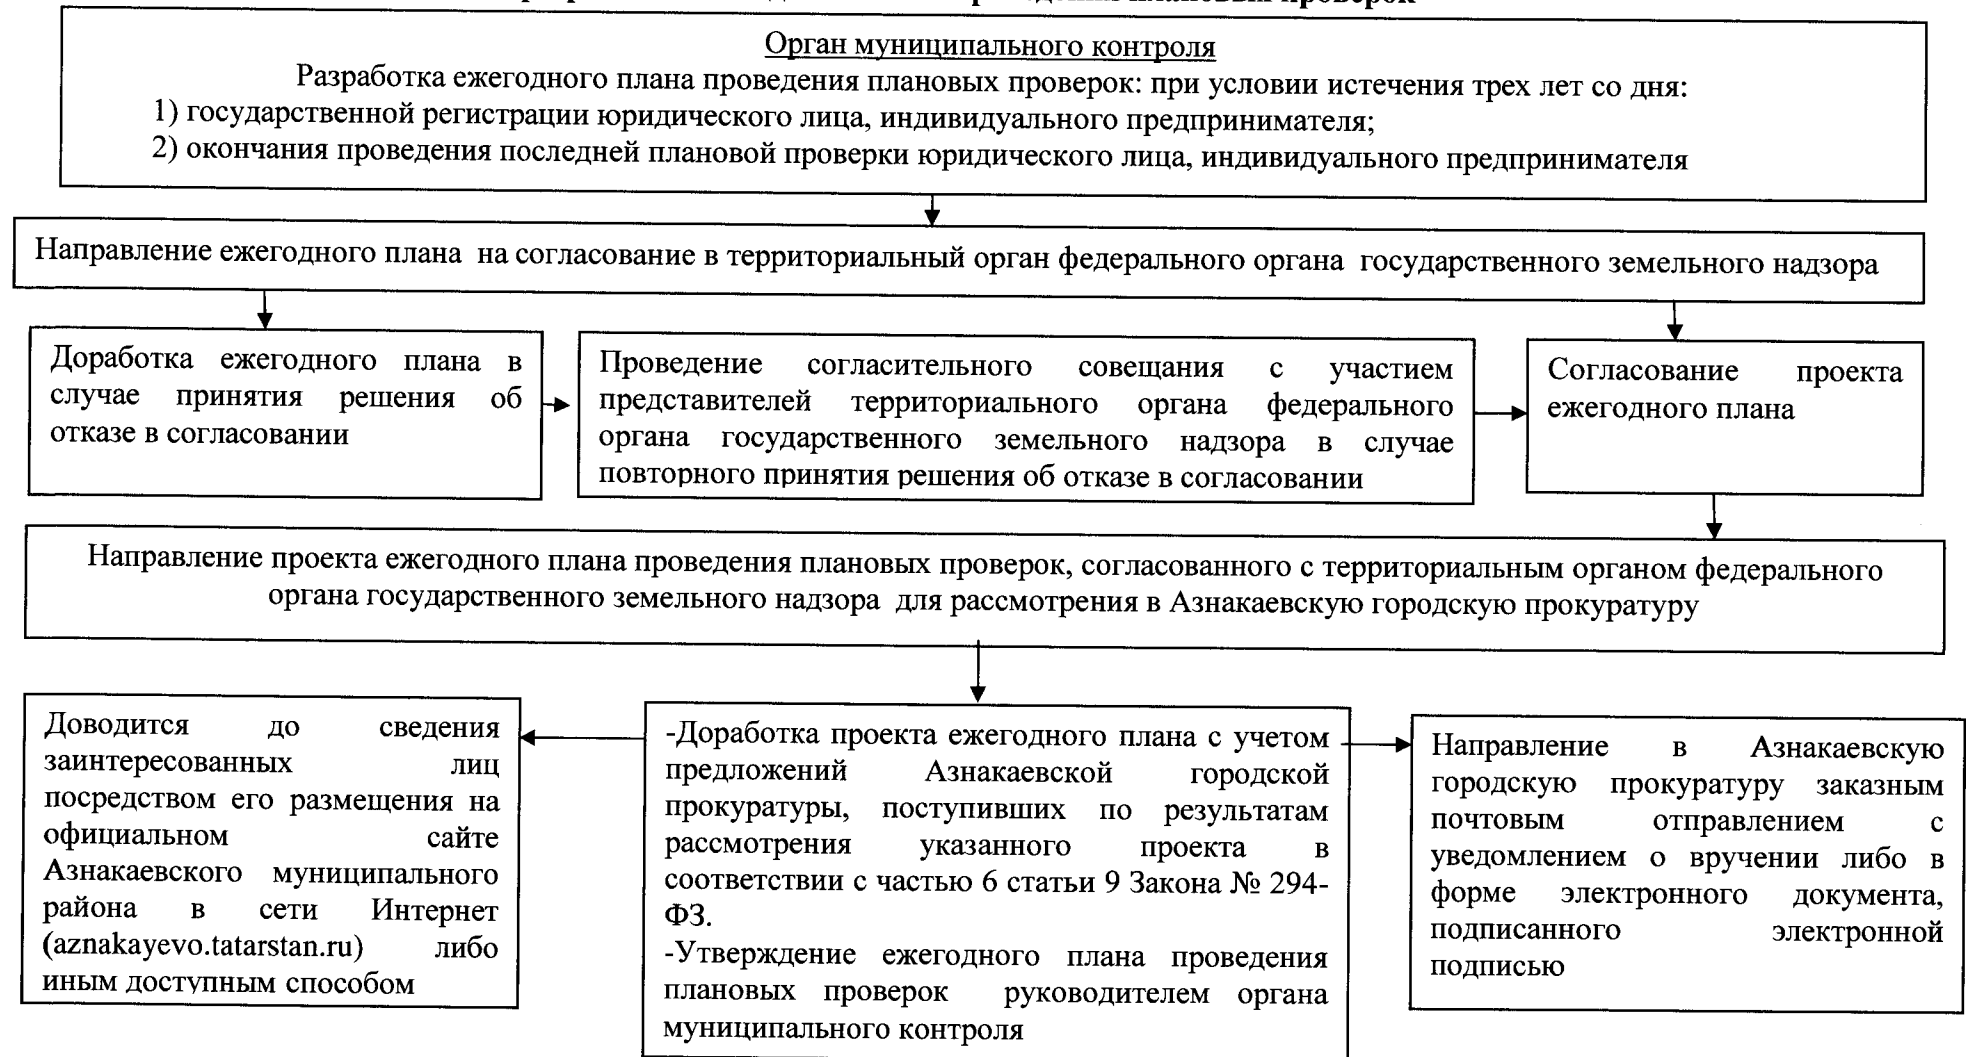 плановых проверок
Орган муниципального контроля
Разработка ежегодного плана проведения плановых проверок: при условии истечения трех лет со дня:
1) государственной регистрации юридического лица, индивидуального предпринимателя;
2) окончания проведения последней плановой проверки юридического лица, индивидуального предпринимателя
Направление ежегодного плана на согласование в территориальный орган федерального органа государственного земельного надзора
Доработка ежегодного плана в
случае принятия решения об
отказе в согласовании
Проведение согласительного совещания с участием
представителей территориального органа федерального
органа государственного земельного надзора в случае
повторного принятия решения об отказе в согласовании
Согласование проекта
ежегодного плана
Направление проекта ежегодного плана проведения плановых проверок, согласованного с территориальным органом федерального
органа государственного земельного надзора для рассмотрения в Азнакаевскую городскую прокуратуру
Доводится до сведения
заинтересованных лиц
посредством его размещения на
официальном сайте
Азнакаевского муниципального
района в сети Интернет
(aznakayevo.tatarstan.ru) либо
иным доступным способом
-Доработка проекта ежегодного плана с учетом
предложений Азнакаевской городской
прокуратуры, поступивших по результатам
рассмотрения указанного проекта в
соответствии с частью 6 статьи 9 Закона № 294-
ФЗ.
-Утверждение ежегодного плана проведения
плановых проверок руководителем органа
муниципального контроля
Направление в Азнакаевскую
городскую прокуратуру заказным
почтовым отправлением с
уведомлением о вручении либо в
форме электронного документа,
подписанного электронной
подписью